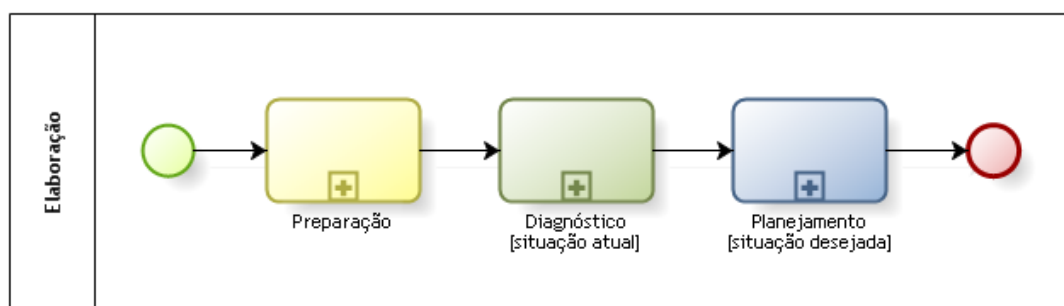 Elaboração
Preparação
Diagnóstico
[situação atual]
Planejamento
[situação desejada]